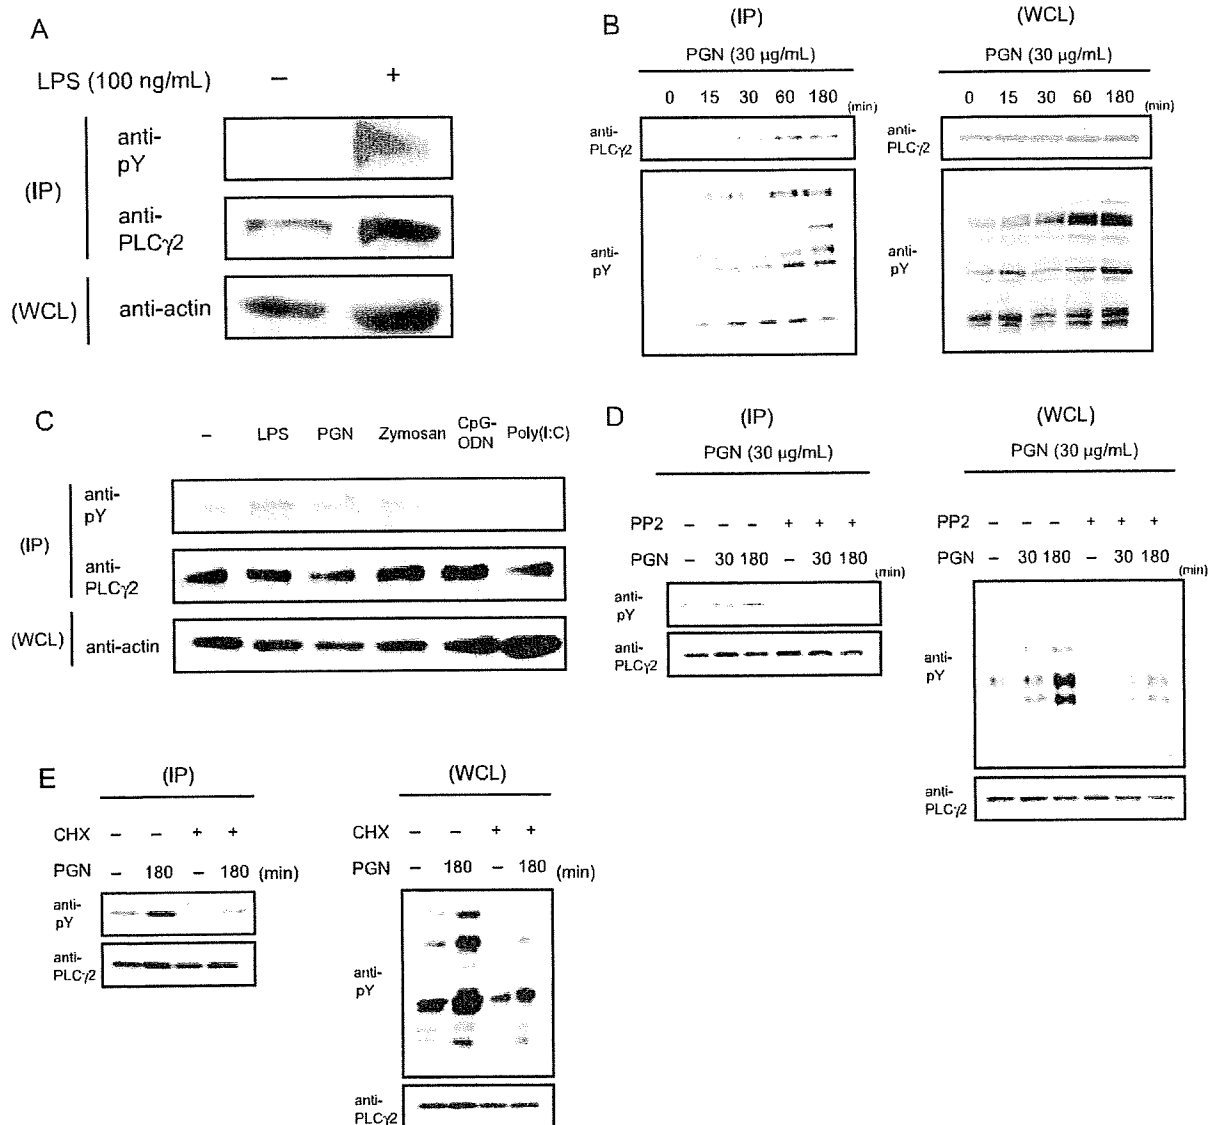 A
LPS (100 ng/mL) – +
(IP)
anti-
pY
anti-
PLCγ2
(WCL)
anti-actin
B
(IP)
PGN (30 µg/mL)
0 15 30 60 180 (min)
anti-
PLCγ2
anti-
pY
(WCL)
PGN (30 µg/mL)
0 15 30 60 180 (min)
anti-
PLCγ2
anti-
pY
C
– LPS PGN Zymosan CpG-
ODN Poly(I:C)
(IP)
anti-
pY
anti-
PLCγ2
(WCL)
anti-actin
D
(IP)
PGN (30 µg/mL)
PP2 – – – + + +
PGN – 30 180 – 30 180
(min)
anti-
pY
anti-
PLCγ2
(WCL)
PGN (30 µg/mL)
PP2 – – – + + +
PGN – 30 180 – 30 180
(min)
anti-
pY
anti-
PLCγ2
E
(IP)
CHX – – + +
PGN – 180 – 180 (min)
anti-
pY
anti-
PLCγ2
(WCL)
CHX – – + +
PGN – 180 – 180 (min)
anti-
pY
anti-
PLCγ2